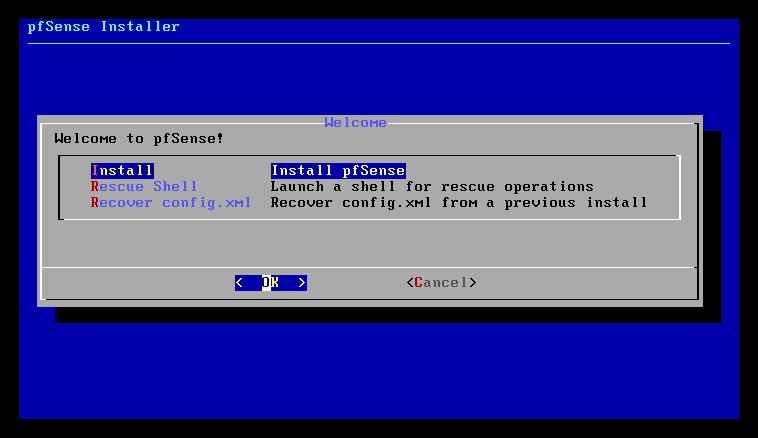 pfSense Installer
Welcome
Welcome to pfSense!
Install Install pfSense
Rescue Shell Launch a shell for rescue operations
Recover config.xml Recover config.xml from a previous install
< OK > <Cancel>